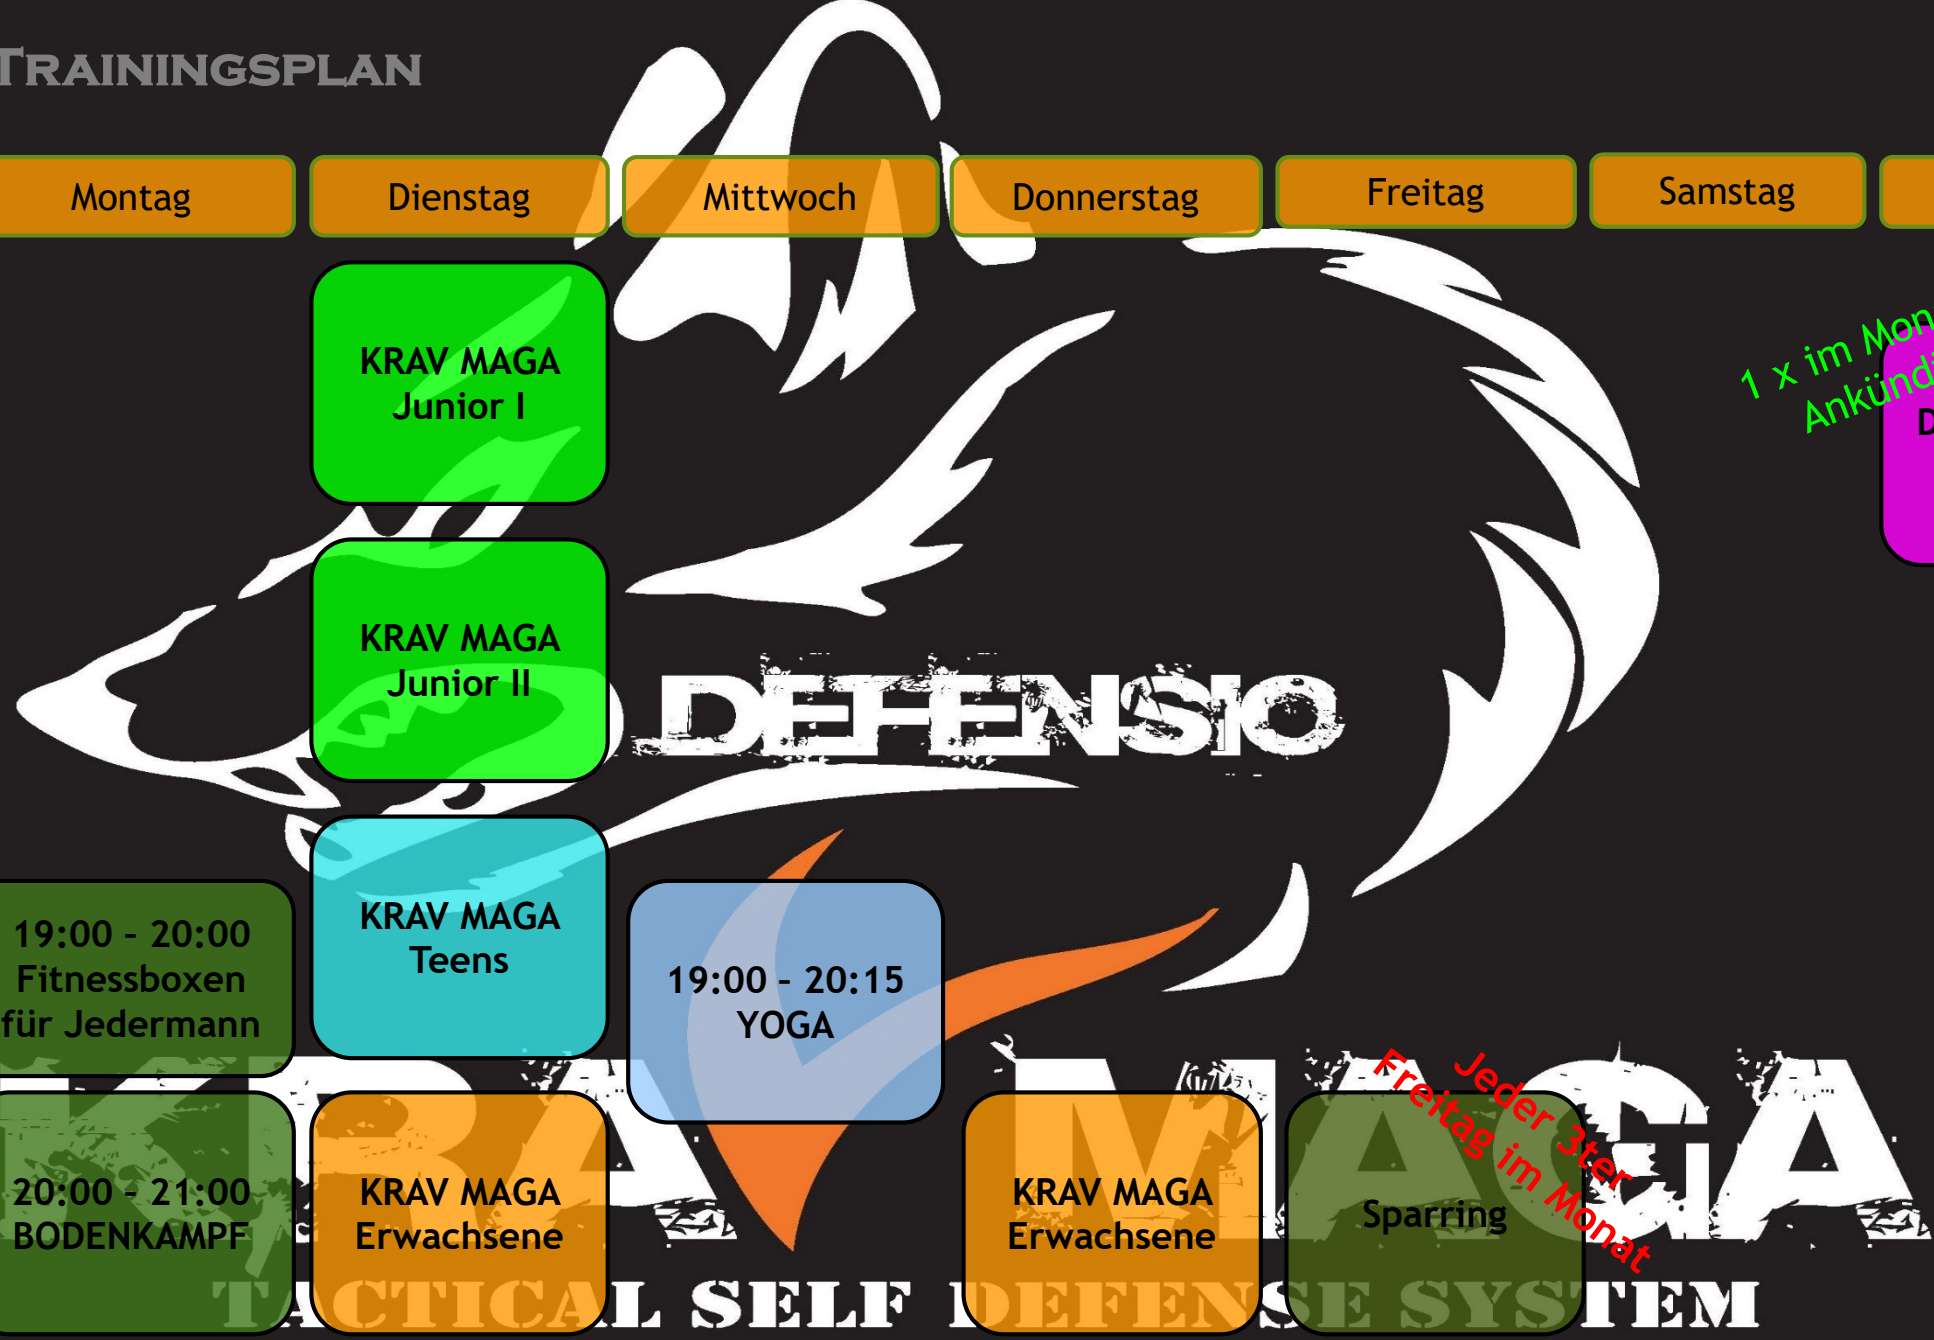 TRAININGSPLAN
Montag
Dienstag
Mittwoch
Donnerstag
Freitag
Samstag
KRAV MAGA
Junior I
1 x im
KRAV MAGA
Junior II
DEFENSIO
KRAV MAGA
Teens
19:00 – 20:00
Fitnessboxen
für Jedermann
19:00 – 20:15
YOGA
KRAV MAGA
20:00 – 21:00
BODENKAMPF
KRAV MAGA
Erwachsene
KRAV MAGA
Erwachsene
Sparring
Jeder 3ter
Freitag im Monat
TACTICAL SELF DEFENSE SYSTEM